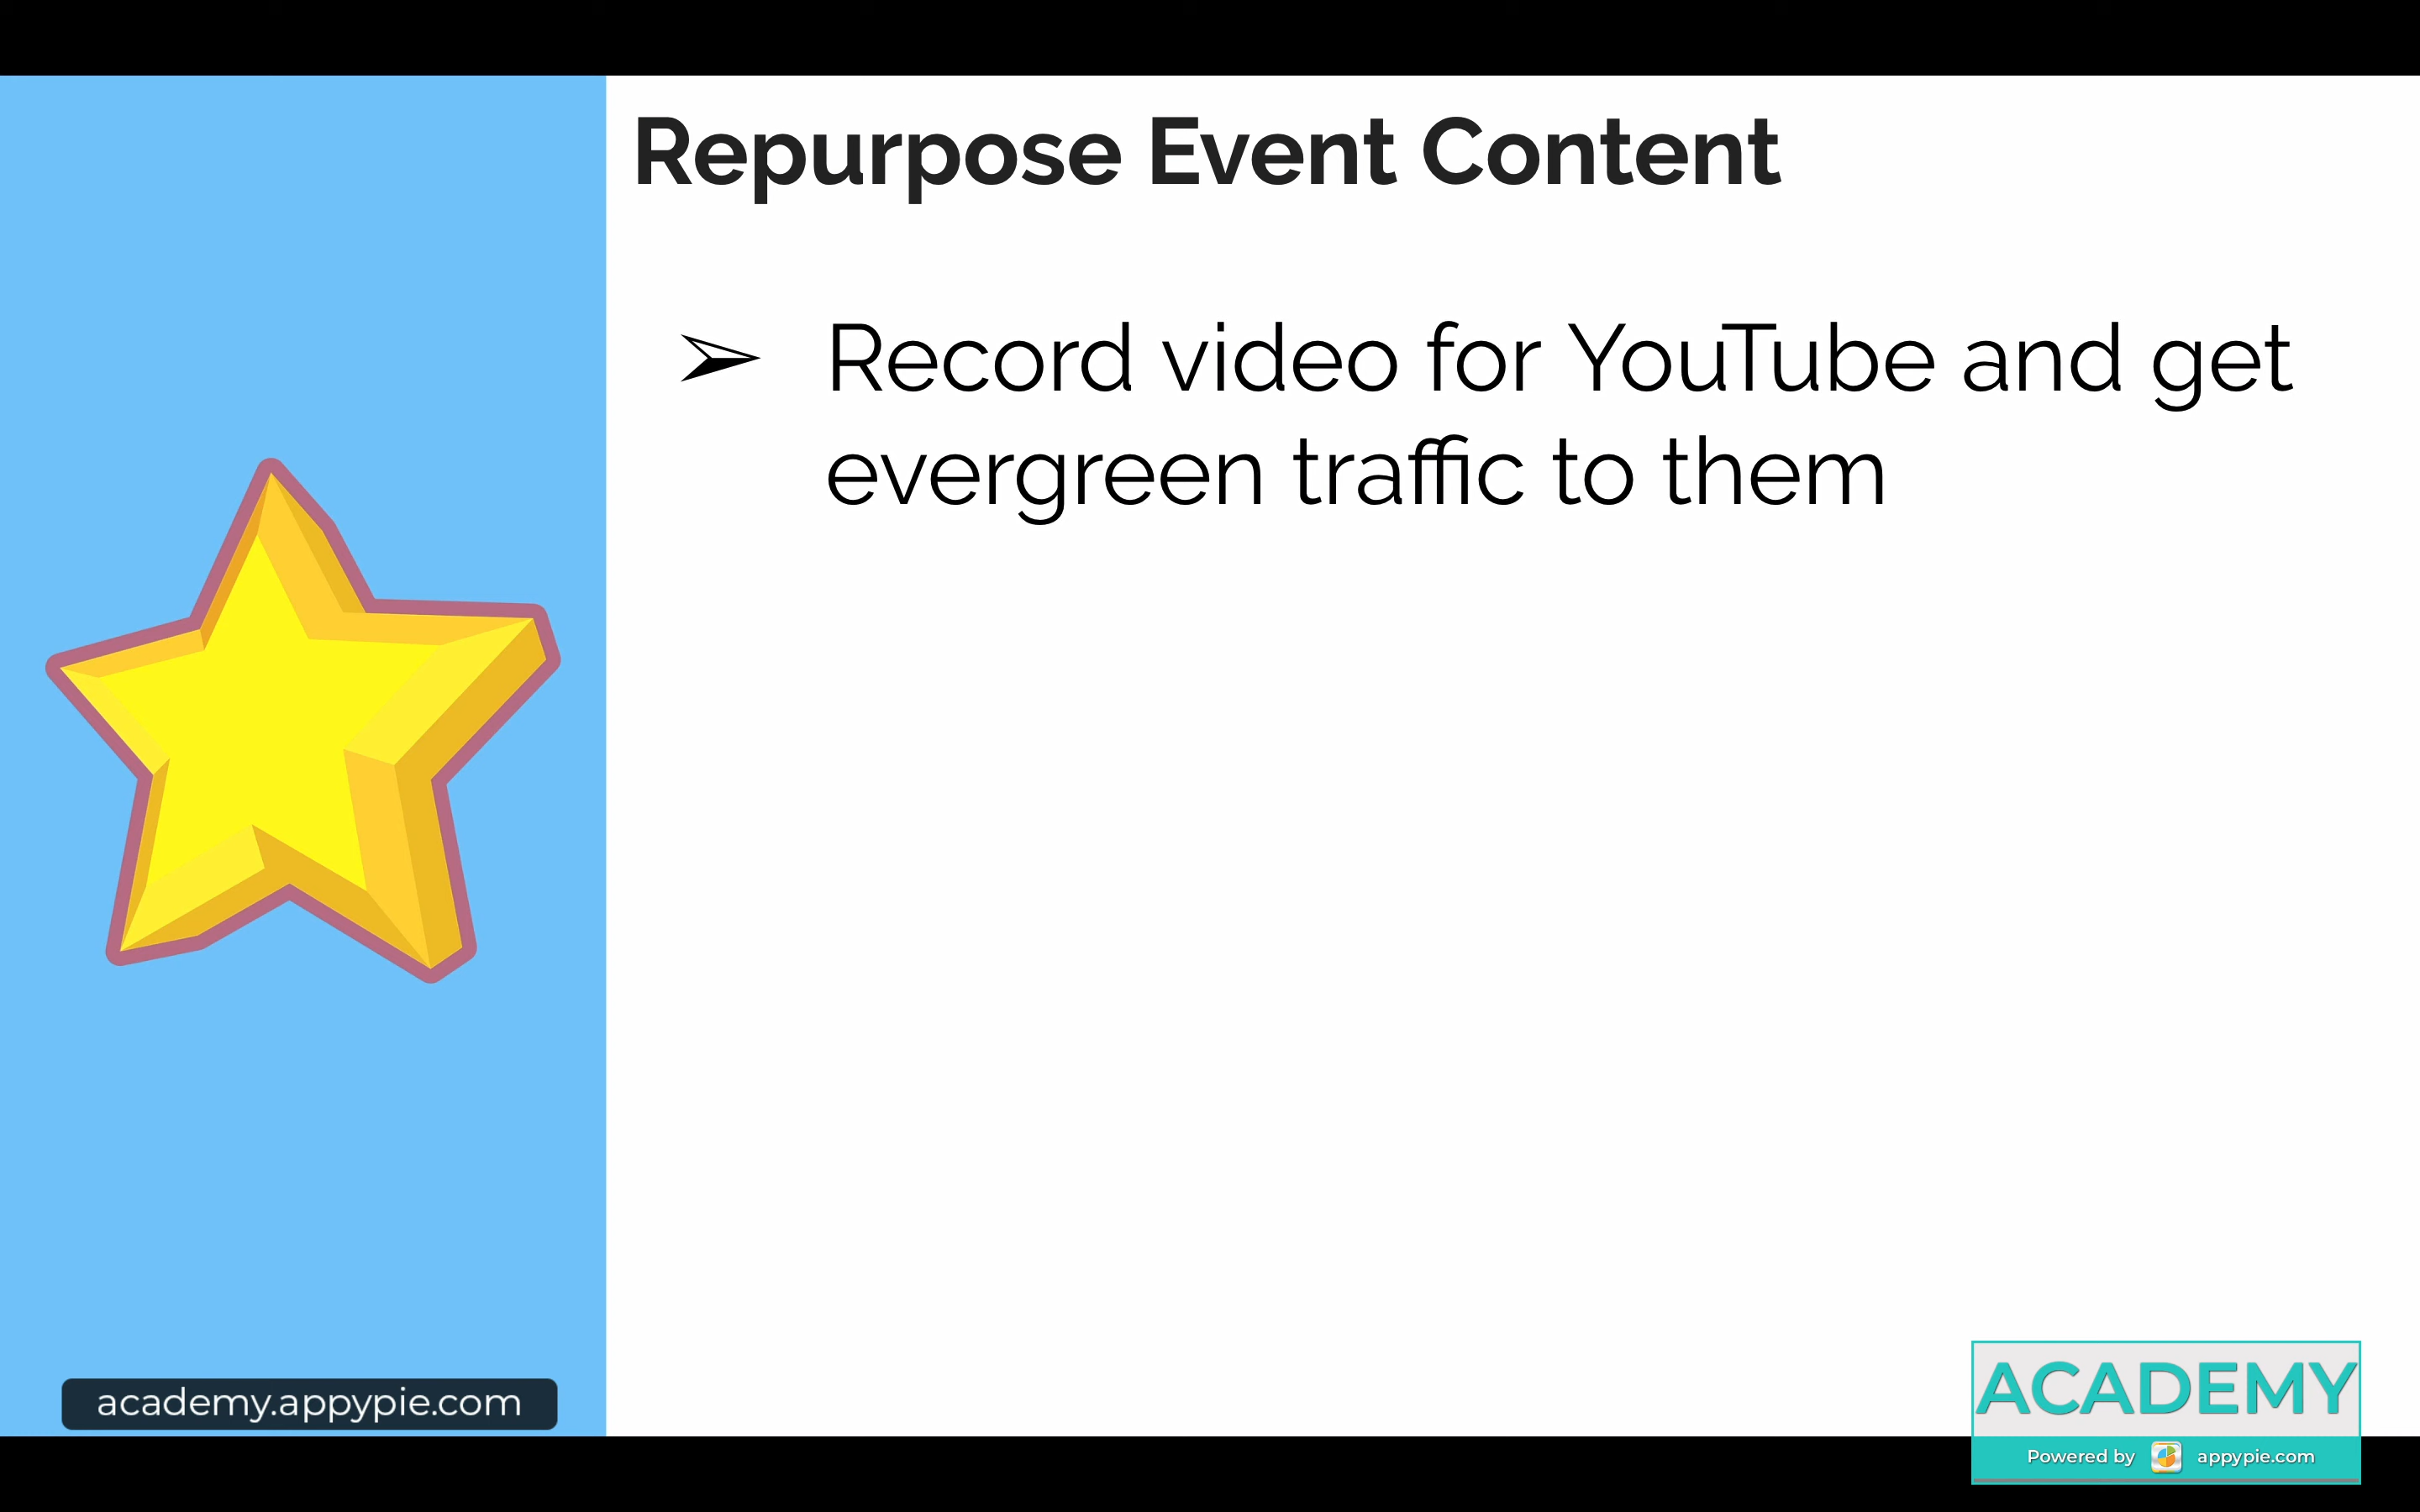 Repurpose Event Content
Record video for YouTube and get
evergreen traffic to them
academy.appypie.com
ACADEMY
Powered by appypie.com